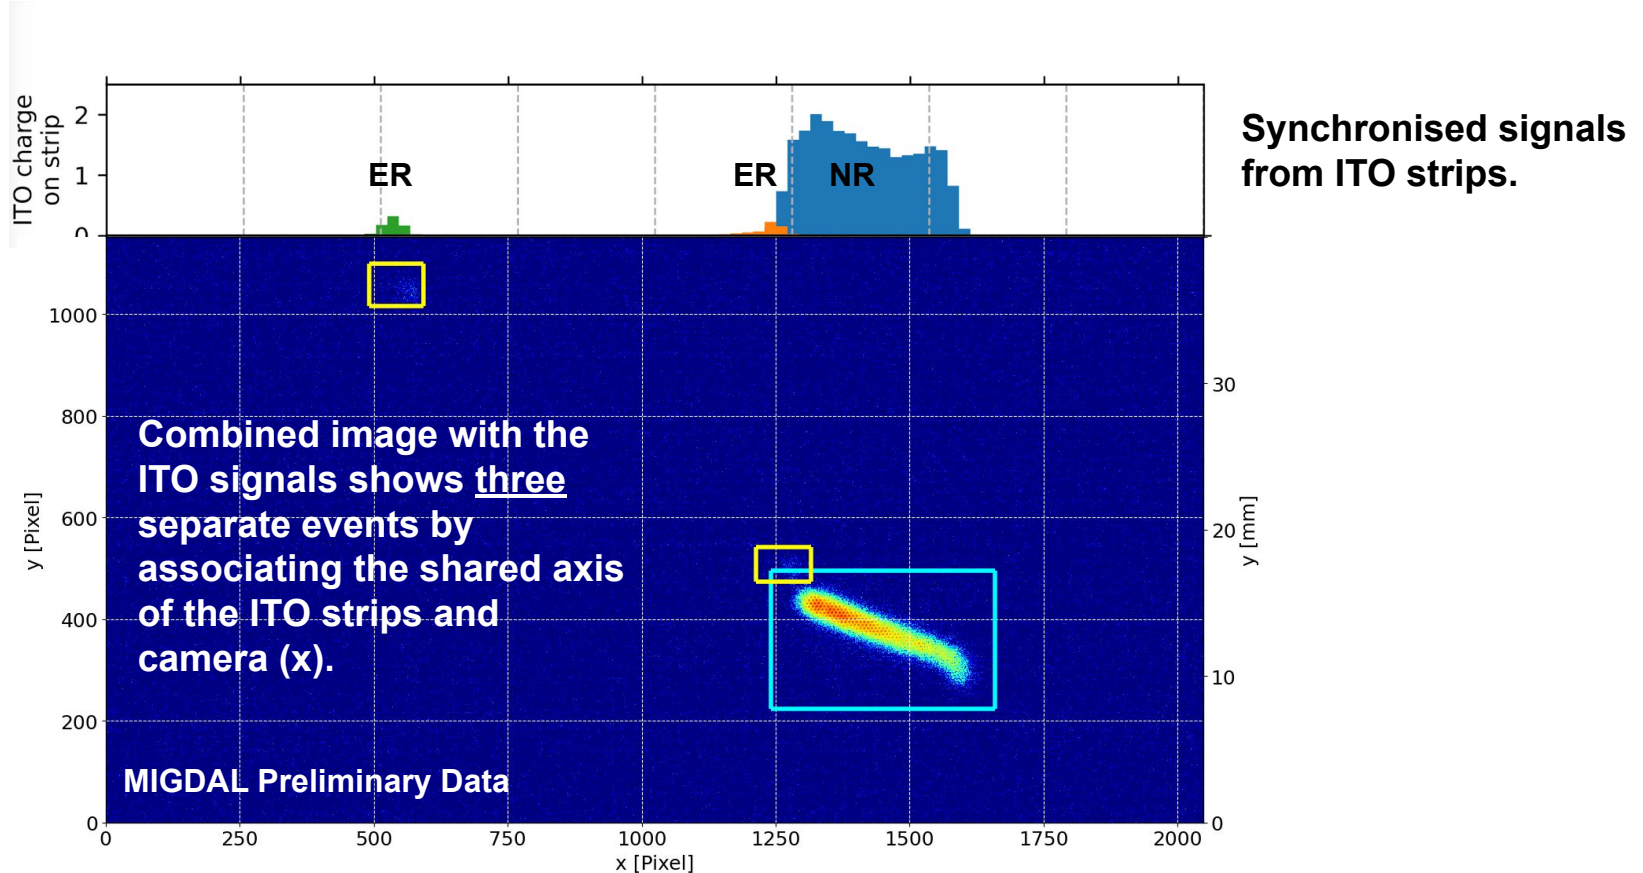 ITO charge
on strip
2
1
0
ER
ER
NR
Synchronised signals
from ITO strips.
1000
800
600
400
200
0
y [Pixel]
30
20
10
0
y [mm]
Combined image with the
ITO signals shows three
separate events by
associating the shared axis
of the ITO strips and
camera (x).
MIGDAL Preliminary Data
0 250 500 750 1000 1250 1500 1750 2000
x [Pixel]